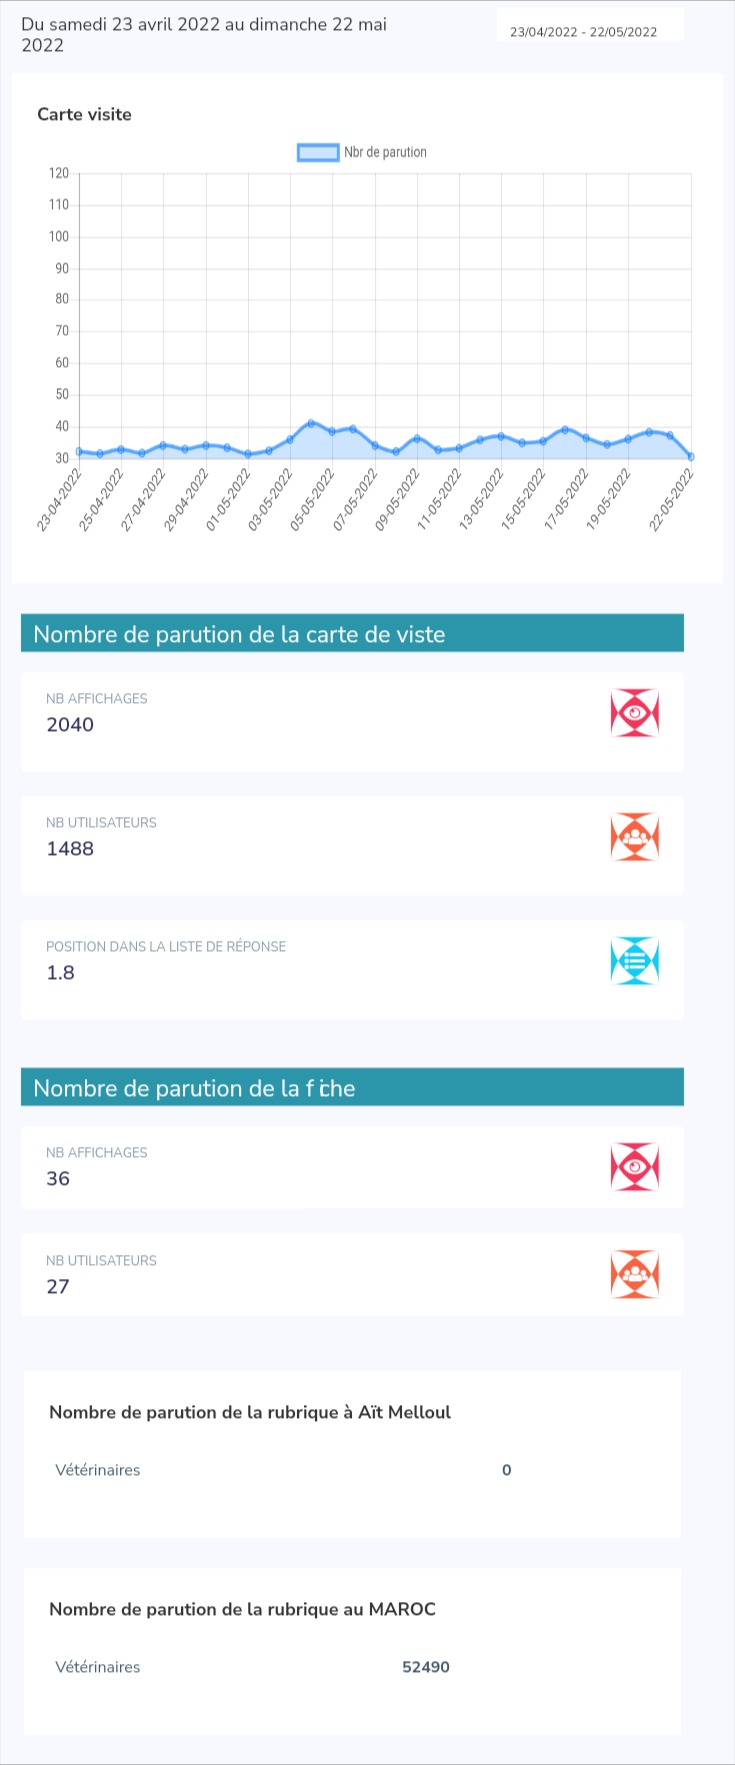 Du samedi 23 avril 2022 au dimanche 22 mai
2022
23/04/2022 - 22/05/2022
Carte visite
Nbr de parution
120
110
100
90
80
70
60
50
40
30
23-04-2022
25-04-2022
27-04-2022
29-04-2022
01-05-2022
03-05-2022
05-05-2022
07-05-2022
09-05-2022
11-05-2022
13-05-2022
15-05-2022
17-05-2022
19-05-2022
22-05-2022
Nombre de parution de la carte de viste
NB AFFICHAGES
2040
NB UTILISATEURS
1488
POSITION DANS LA LISTE DE RÉPONSE
1.8
Nombre de parution de la fiche
NB AFFICHAGES
36
NB UTILISATEURS
27
Nombre de parution de la rubrique à Aït Melloul
Vétérinaires 0
Nombre de parution de la rubrique au MAROC
Vétérinaires 52490